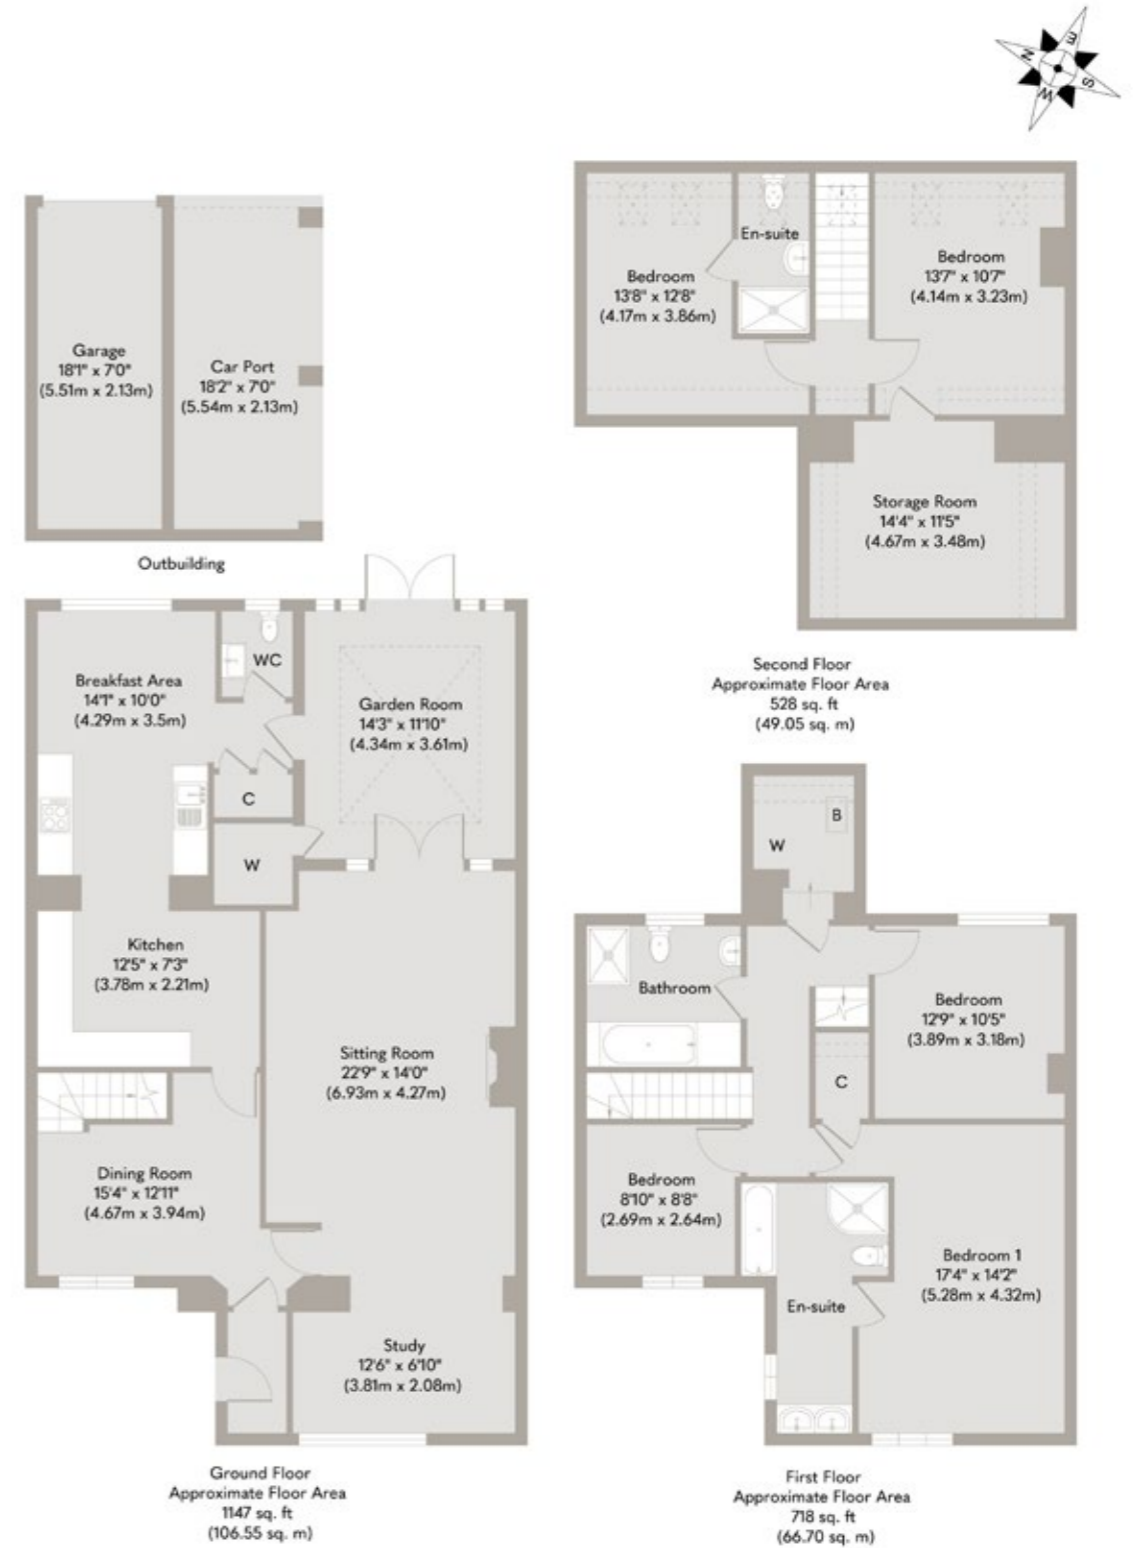 N
E
S
W
Garage
18'1" x 7'0"
(5.51m x 2.13m)
Car Port
18'2" x 7'0"
(5.54m x 2.13m)
Outbuilding
Bedroom
13'8" x 12'8"
(4.17m x 3.86m)
En-suite
Bedroom
13'7" x 10'7"
(4.14m x 3.23m)
Storage Room
14'4" x 11'5"
(4.67m x 3.48m)
Second Floor
Approximate Floor Area
528 sq. ft
(49.05 sq. m)
Breakfast Area
14'1" x 10'0"
(4.29m x 3.5m)
WC
Garden Room
14'3" x 11'10"
(4.34m x 3.61m)
C
W
Kitchen
12'5" x 7'3"
(3.78m x 2.21m)
Sitting Room
22'9" x 14'0"
(6.93m x 4.27m)
Dining Room
15'4" x 12'11"
(4.67m x 3.94m)
Study
12'6" x 6'10"
(3.81m x 2.08m)
Ground Floor
Approximate Floor Area
1147 sq. ft
(106.55 sq. m)
B
W
Bathroom
Bedroom
12'9" x 10'5"
(3.89m x 3.18m)
C
Bedroom
8'10" x 8'8"
(2.69m x 2.64m)
Bedroom 1
17'4" x 14'2"
(5.28m x 4.32m)
En-suite
First Floor
Approximate Floor Area
718 sq. ft
(66.70 sq. m)